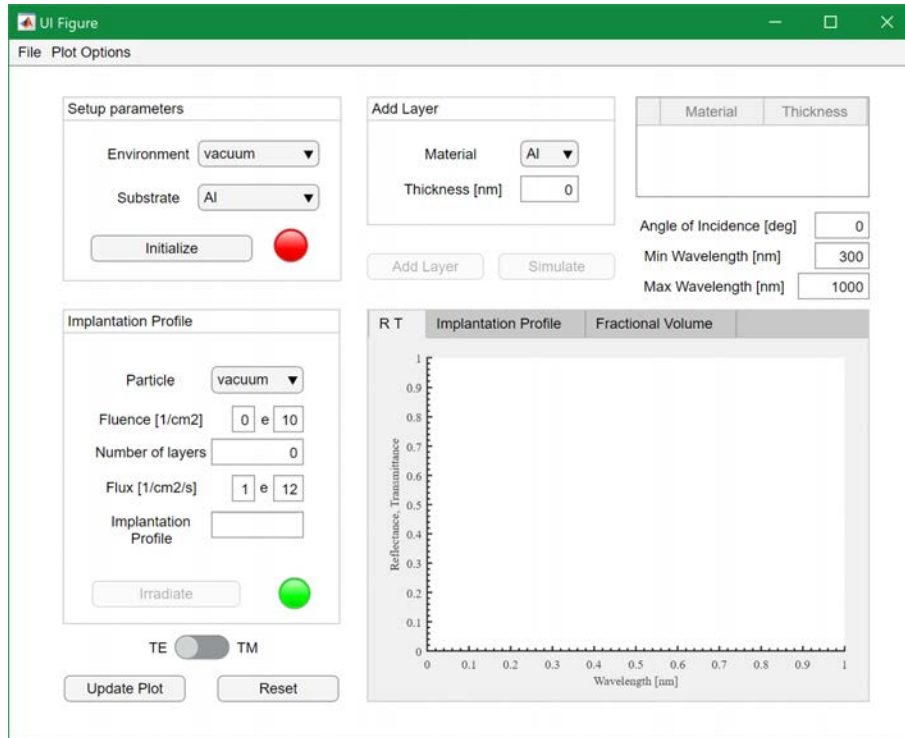 UI Figure
File Plot Options
Setup parameters
Environment vacuum
Substrate Al
Initialize
Add Layer
Material Al
Thickness [nm] 0
Add Layer Simulate
Material Thickness
Angle of Incidence [deg] 0
Min Wavelength [nm] 300
Max Wavelength [nm] 1000
Implantation Profile
Particle vacuum
Fluence [1/cm2] 0 e 10
Number of layers 0
Flux [1/cm2/s] 1 e 12
Implantation
Profile
Irradiate
TE TM
Update Plot Reset
R T Implantation Profile Fractional Volume
Reflectance, Transmittance
1
0.9
0.8
0.7
0.6
0.5
0.4
0.3
0.2
0.1
0
0 0.1 0.2 0.3 0.4 0.5 0.6 0.7 0.8 0.9 1
Wavelength [nm]